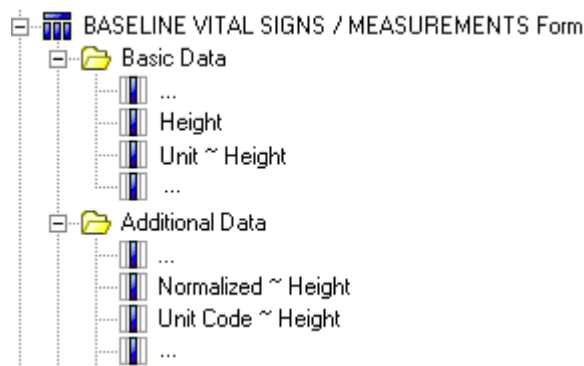 BASELINE VITAL SIGNS / MEASUREMENTS Form
Basic Data
...
Height
Unit ~ Height
...
Additional Data
...
Normalized ~ Height
Unit Code ~ Height
...